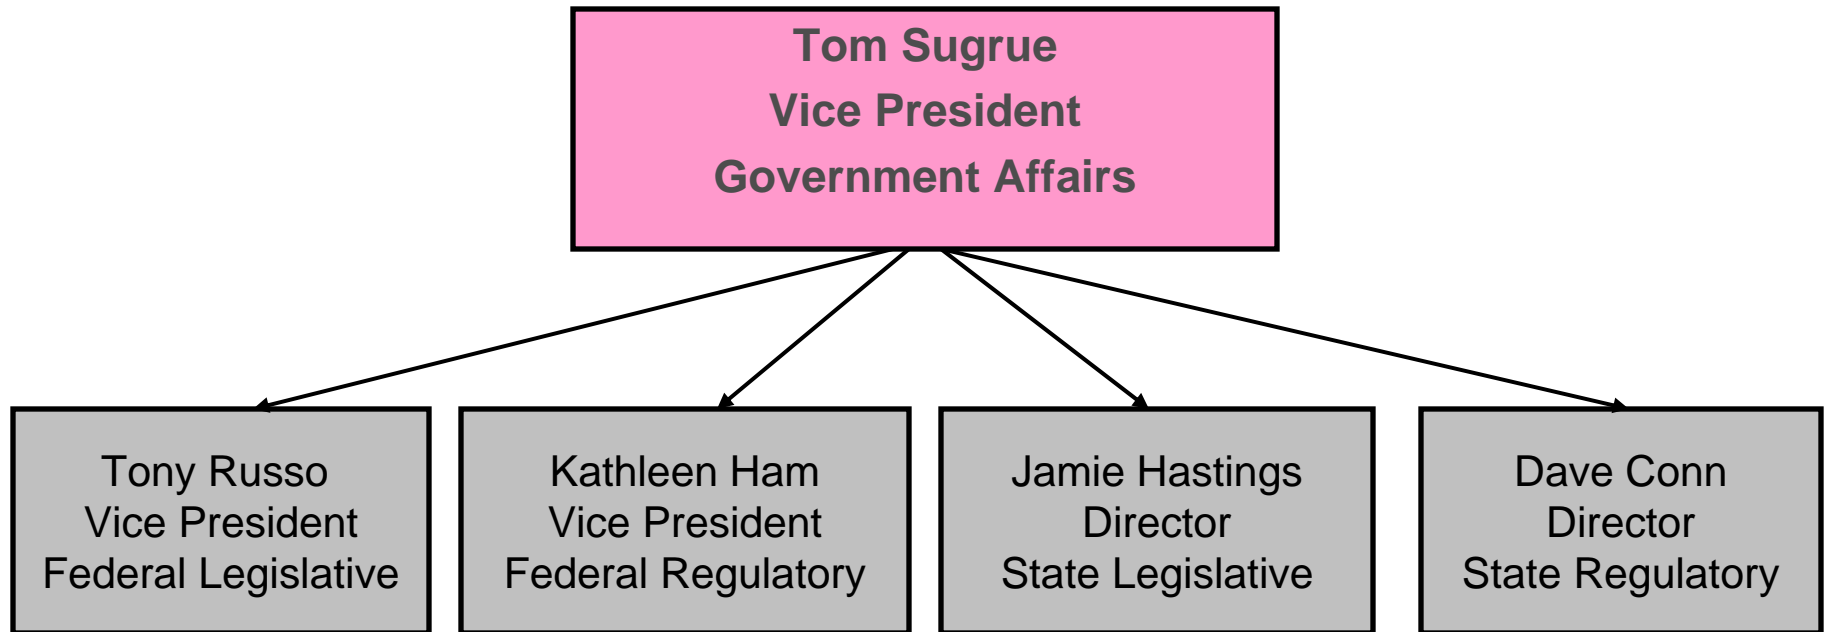 Tom Sugrue
Vice President
Government Affairs
Tony Russo
Vice President
Federal Legislative
Kathleen Ham
Vice President
Federal Regulatory
Jamie Hastings
Director
State Legislative
Dave Conn
Director
State Regulatory